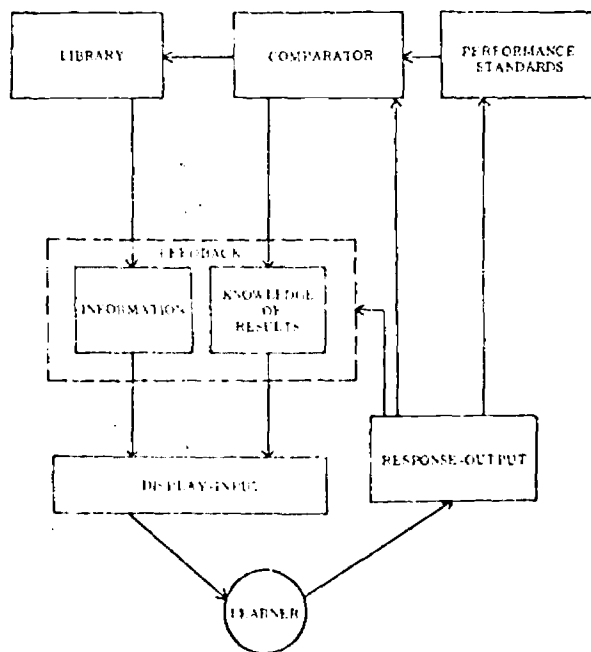 LIBRARY
COMPARATOR
PERFORMANCE
STANDARDS
FEEDBACK
INFORMATION
KNOWLEDGE
OF
RESULTS
RESPONSE-OUTPUT
DISPLAY-INPUT
LEARNER